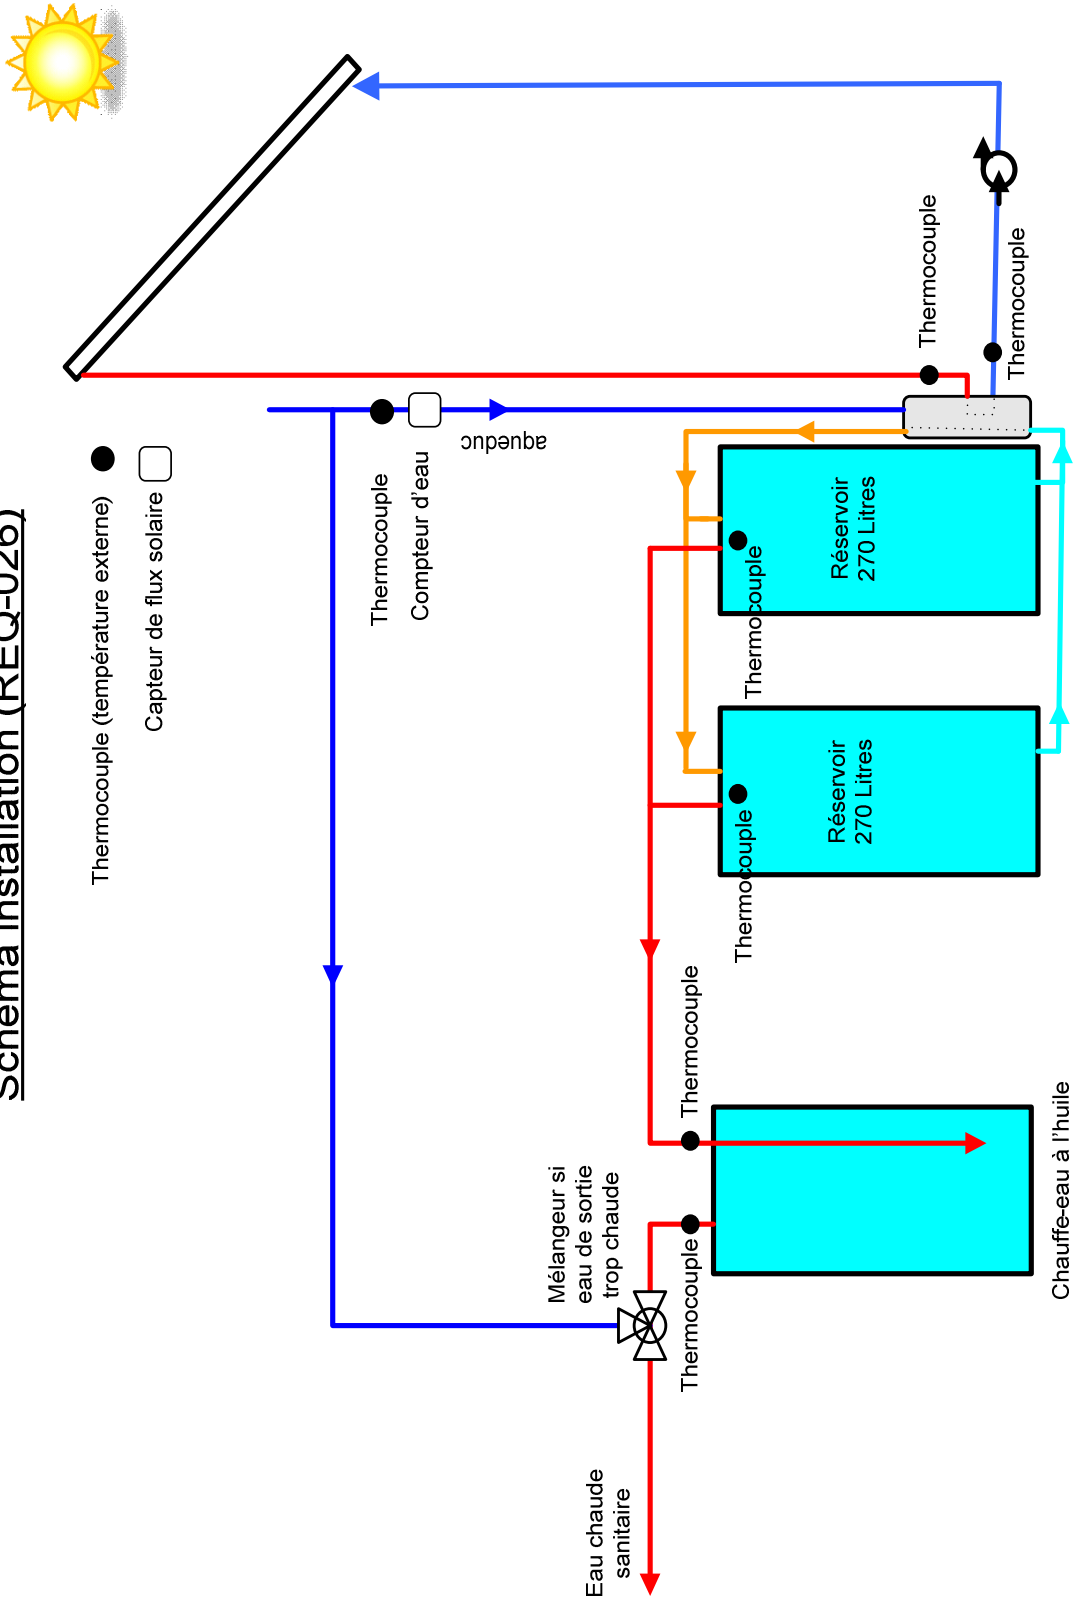 Schéma Installation (REQ-026)
Thermocouple (température externe)
Capteur de flux solaire
Thermocouple
Compteur d'eau
aqueduc
Thermocouple
Thermocouple
Mélangeur si
eau de sortie
trop chaude
Eau chaude
sanitaire
Thermocouple
Thermocouple
Thermocouple
Thermocouple
Réservoir
270 Litres
Réservoir
270 Litres
Chauffe-eau à l'huile